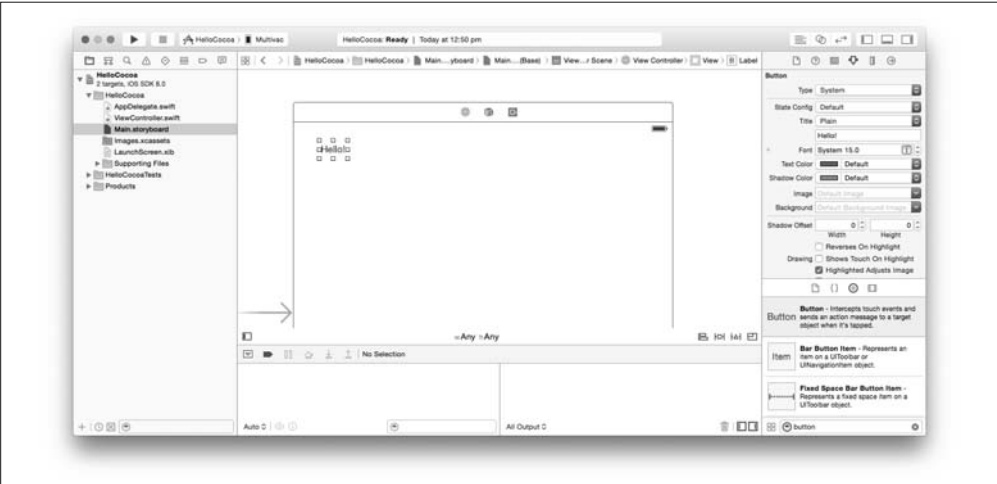 HelloCocoa Multivac
HelloCocoa: Ready | Today at 12:50 pm
HelloCocoa
2 targets, iOS SDK 8.0
HelloCocoa
AppDelegate.swift
ViewController.swift
Main.storyboard
Images.xcassets
LaunchScreen.xib
Supporting Files
HelloCocoaTests
Products
HelloCocoa HelloCocoa Main....yboard Main....(Base) View...r Scene View Controller View Label
Hello!
wAny hAny
No Selection
Auto
All Output
Button
Type System
State Config Default
Title Plain
Hello!
Font System 15.0
Text Color Default
Shadow Color Default
Image Default Image
Background Default Background Image
Shadow Offset 0 0
Width Height
Reverses On Highlight
Drawing Shows Touch On Highlight
Highlighted Adjusts Image
Button
Button - Intercepts touch events and
sends an action message to a target
object when it's tapped.
Item
Bar Button Item - Represents an
item on a UIToolbar or
UINavigationItem object.
Fixed Space Bar Button Item -
Represents a fixed space item on a
UIToolbar object.
button